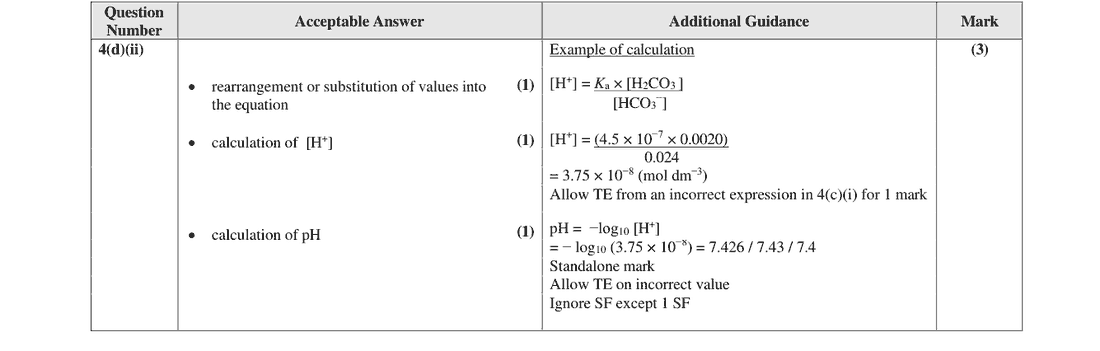 Question Number
Acceptable Answer
Additional Guidance
Mark
4(d)(ii)
Example of calculation
(3)
• rearrangement or substitution of values into the equation
(1)
[H⁺] = Kₐ × [H₂CO₃]
[HCO₃⁻]
• calculation of [H⁺]
(1)
[H⁺] = (4.5 × 10⁻⁷ × 0.0020)
0.024
= 3.75 × 10⁻⁸ (mol dm⁻³)
Allow TE from an incorrect expression in 4(c)(i) for 1 mark
• calculation of pH
(1)
pH = −log₁₀ [H⁺]
= − log₁₀ (3.75 × 10⁻⁸) = 7.426 / 7.43 / 7.4
Standalone mark
Allow TE on incorrect value
Ignore SF except 1 SF